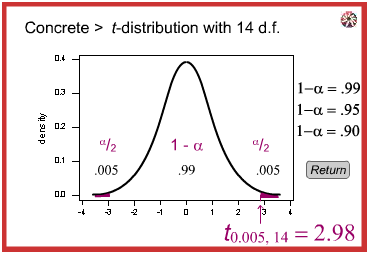 Concrete > t-distribution with 14 d.f.
density
0.4
0.3
0.2
0.1
0.0
α/2 1 - α α/2
.005 .99 .005
-4 -3 -2 -1 0 1 2 3 4
1−α = .99
1−α = .95
1−α = .90
Return
t0.005, 14 = 2.98